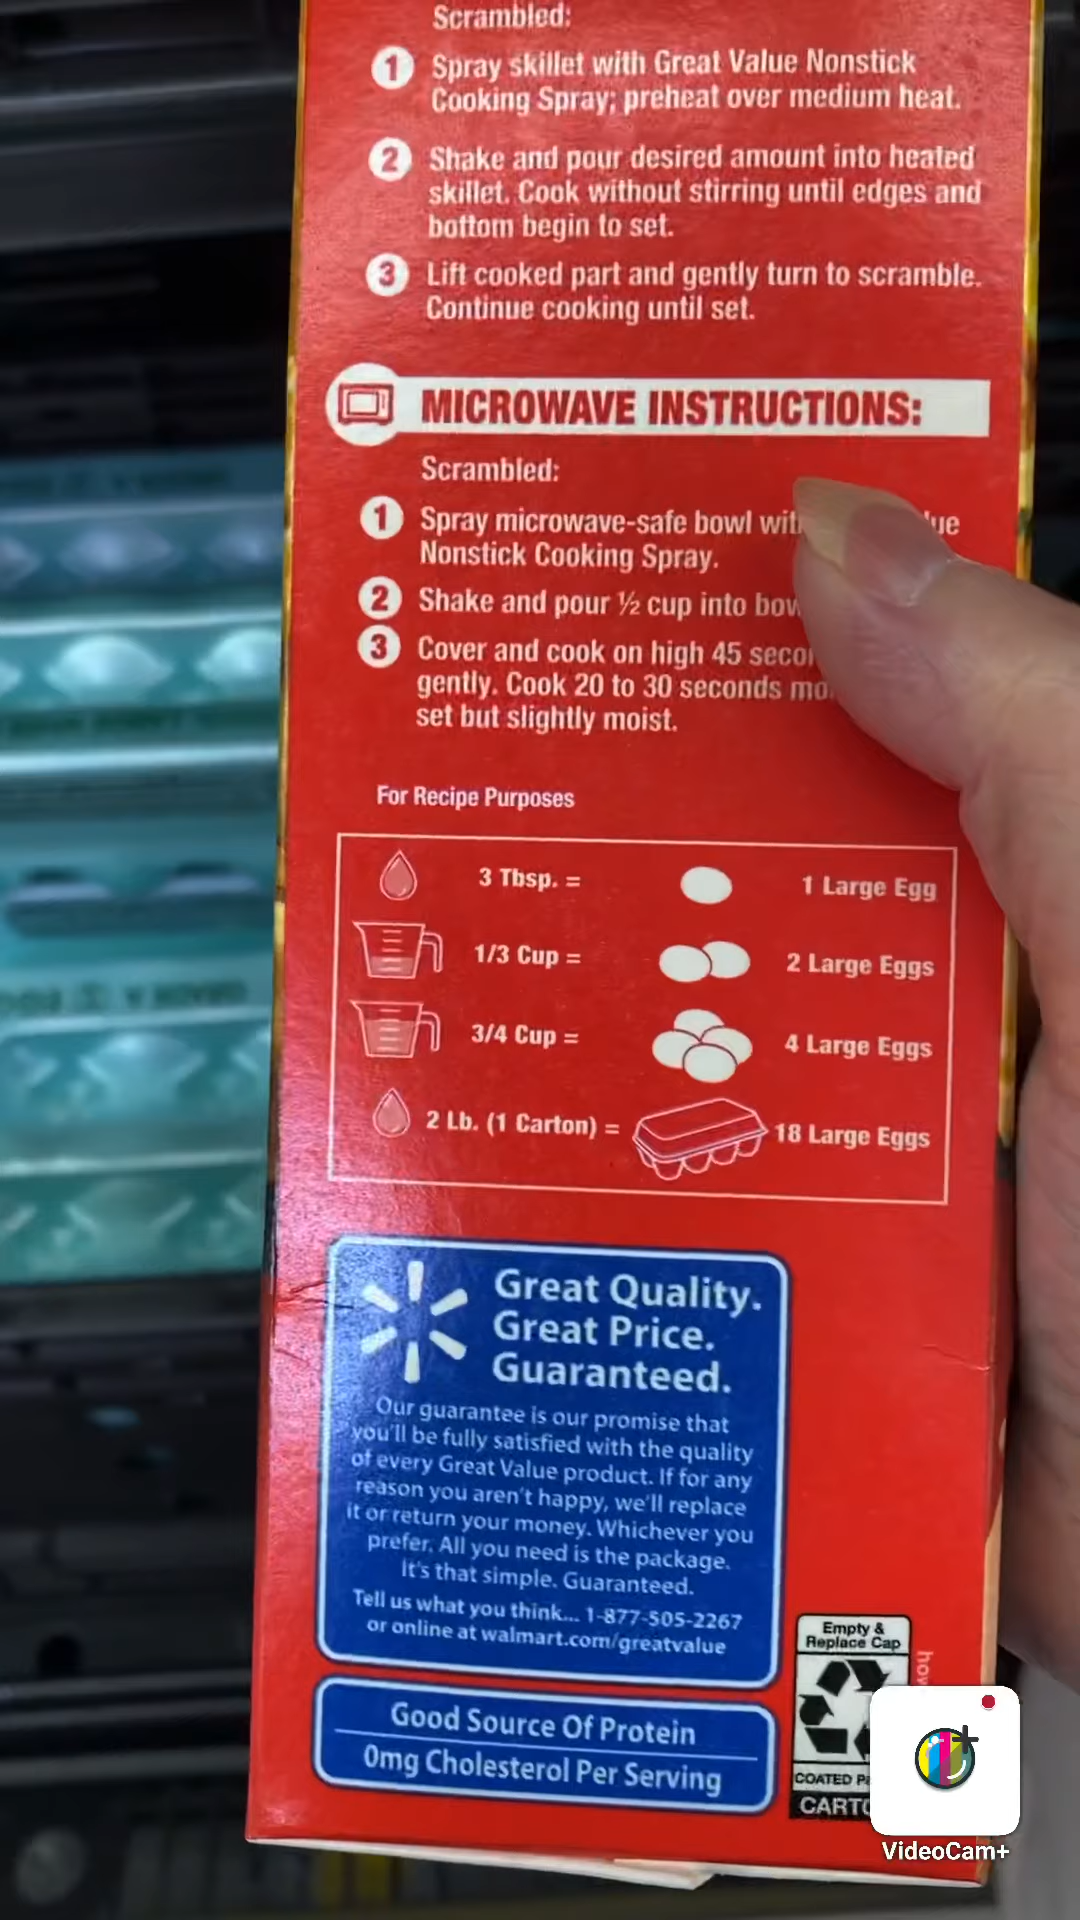 Scrambled:
1 Spray skillet with Great Value Nonstick
Cooking Spray; preheat over medium heat.
2 Shake and pour desired amount into heated
skillet. Cook without stirring until edges and
bottom begin to set.
3 Lift cooked part and gently turn to scramble.
Continue cooking until set.
MICROWAVE INSTRUCTIONS:
Scrambled:
1 Spray microwave-safe bowl
Nonstick Cooking Spray.
2 Shake and pour ½ cup into
3 Cover and cook on high 45
gently. Cook 20 to 30 seconds
set but slightly moist.
For Recipe Purposes
3 Tbsp. = 1 Large Egg
1/3 Cup = 2 Large Eggs
3/4 Cup = 4 Large Eggs
2 Lb. (1 Carton) = 18 Large Eggs
Great Quality.
Great Price.
Guaranteed.
Our guarantee is our promise that
you'll be fully satisfied with the quality
of every Great Value product. If for any
reason you aren't happy, we'll replace
it or return your money. Whichever you
prefer. All you need is the package.
It's that simple. Guaranteed.
Tell us what you think... 1-877-505-2267
or online at walmart.com/greatvalue
Good Source Of Protein
0mg Cholesterol Per Serving
Empty &
Replace Cap
COATED
VideoCam+